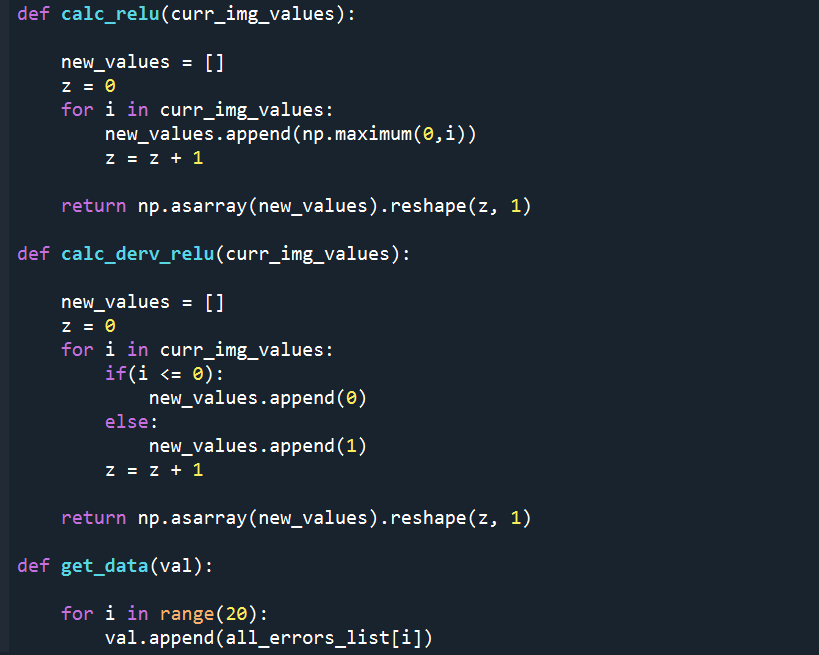 def calc_relu(curr_img_values):
    new_values = []
    z = 0
    for i in curr_img_values:
        new_values.append(np.maximum(0,i))
        z = z + 1
    return np.asarray(new_values).reshape(z, 1)
def calc_derv_relu(curr_img_values):
    new_values = []
    z = 0
    for i in curr_img_values:
        if(i <= 0):
            new_values.append(0)
        else:
            new_values.append(1)
        z = z + 1
    return np.asarray(new_values).reshape(z, 1)
def get_data(val):
    for i in range(20):
        val.append(all_errors_list[i])